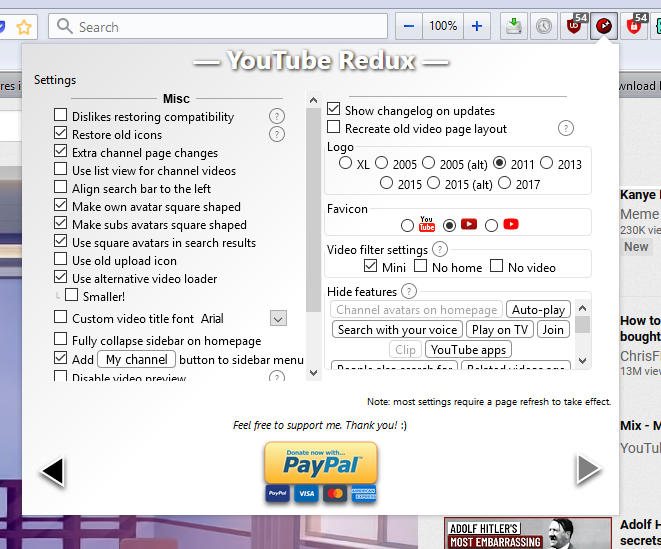 Search
100%
54
54
— YouTube Redux —
Settings
Misc
Dislikes restoring compatibility ?
Restore old icons ?
Extra channel page changes
Use list view for channel videos
Align search bar to the left
Make own avatar square shaped
Make subs avatars square shaped
Use square avatars in search results
Use old upload icon
Use alternative video loader
Smaller!
Custom video title font Arial
Fully collapse sidebar on homepage
Add My channel button to sidebar menu
Disable video preview ?
Show changelog on updates
Recreate old video page layout ?
Logo
XL 2005 2005 (alt) 2011 2013
2015 2015 (alt) 2017
Favicon
You Tube
Video filter settings ?
Mini No home No video
Hide features ?
Channel avatars on homepage Auto-play
Search with your voice Play on TV Join
Clip YouTube apps
People also search for Related videos age
Note: most settings require a page refresh to take effect.
Feel free to support me. Thank you! :)
Donate now with...
PayPal
PayPal VISA MasterCard AMERICAN EXPRESS
res i
wnload
Kanye
Meme
230K vie
New
How to
bought
ChrisFi
13M view
Mix - M
YouTu
Adolf H
secrets
ADOLF HITLER'S
MOST EMBARRASSING